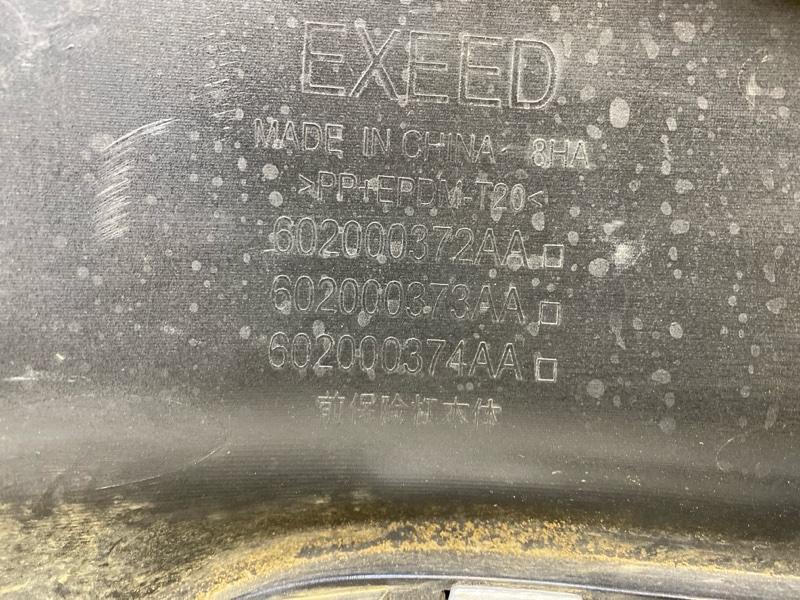 EXEED
MADE IN CHINA 8HA
>PP+EPDM-T20<
602000372AA
602000373AA
602000374AA
前保险杠本体